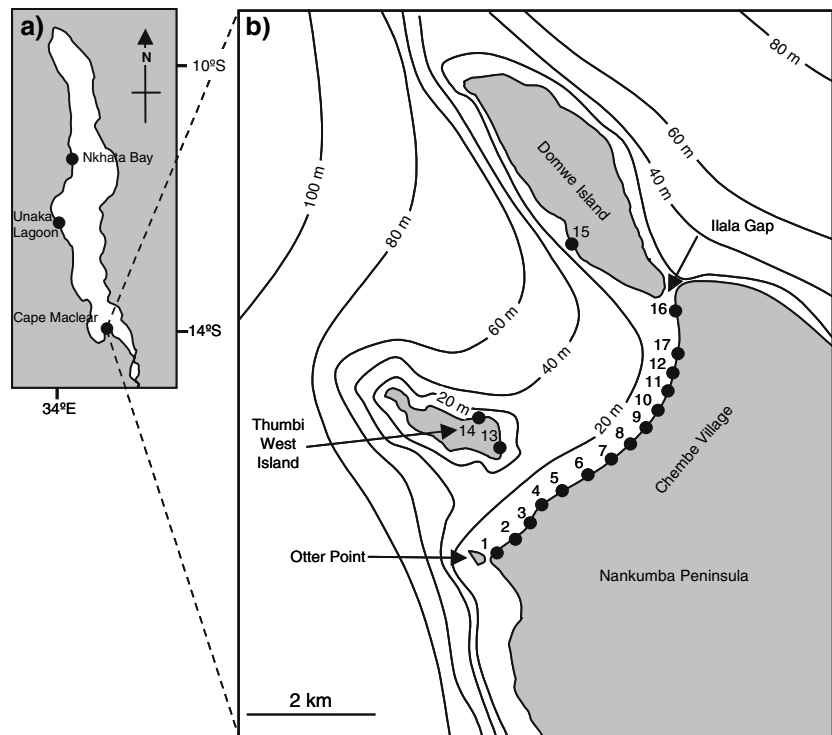 a)
N
10ºS
Nkhata Bay
Unaka
Lagoon
Cape Maclear
14ºS
34ºE
b)
80 m
60 m
40 m
100 m
80 m
Domwe Island
15
Ilala Gap
16
60 m
40 m
17
12
11
10
9
8
7
6
5
4
3
2
1
20 m
20 m
14
13
Thumbi
West
Island
Chembe Village
Otter Point
Nankumba Peninsula
2 km